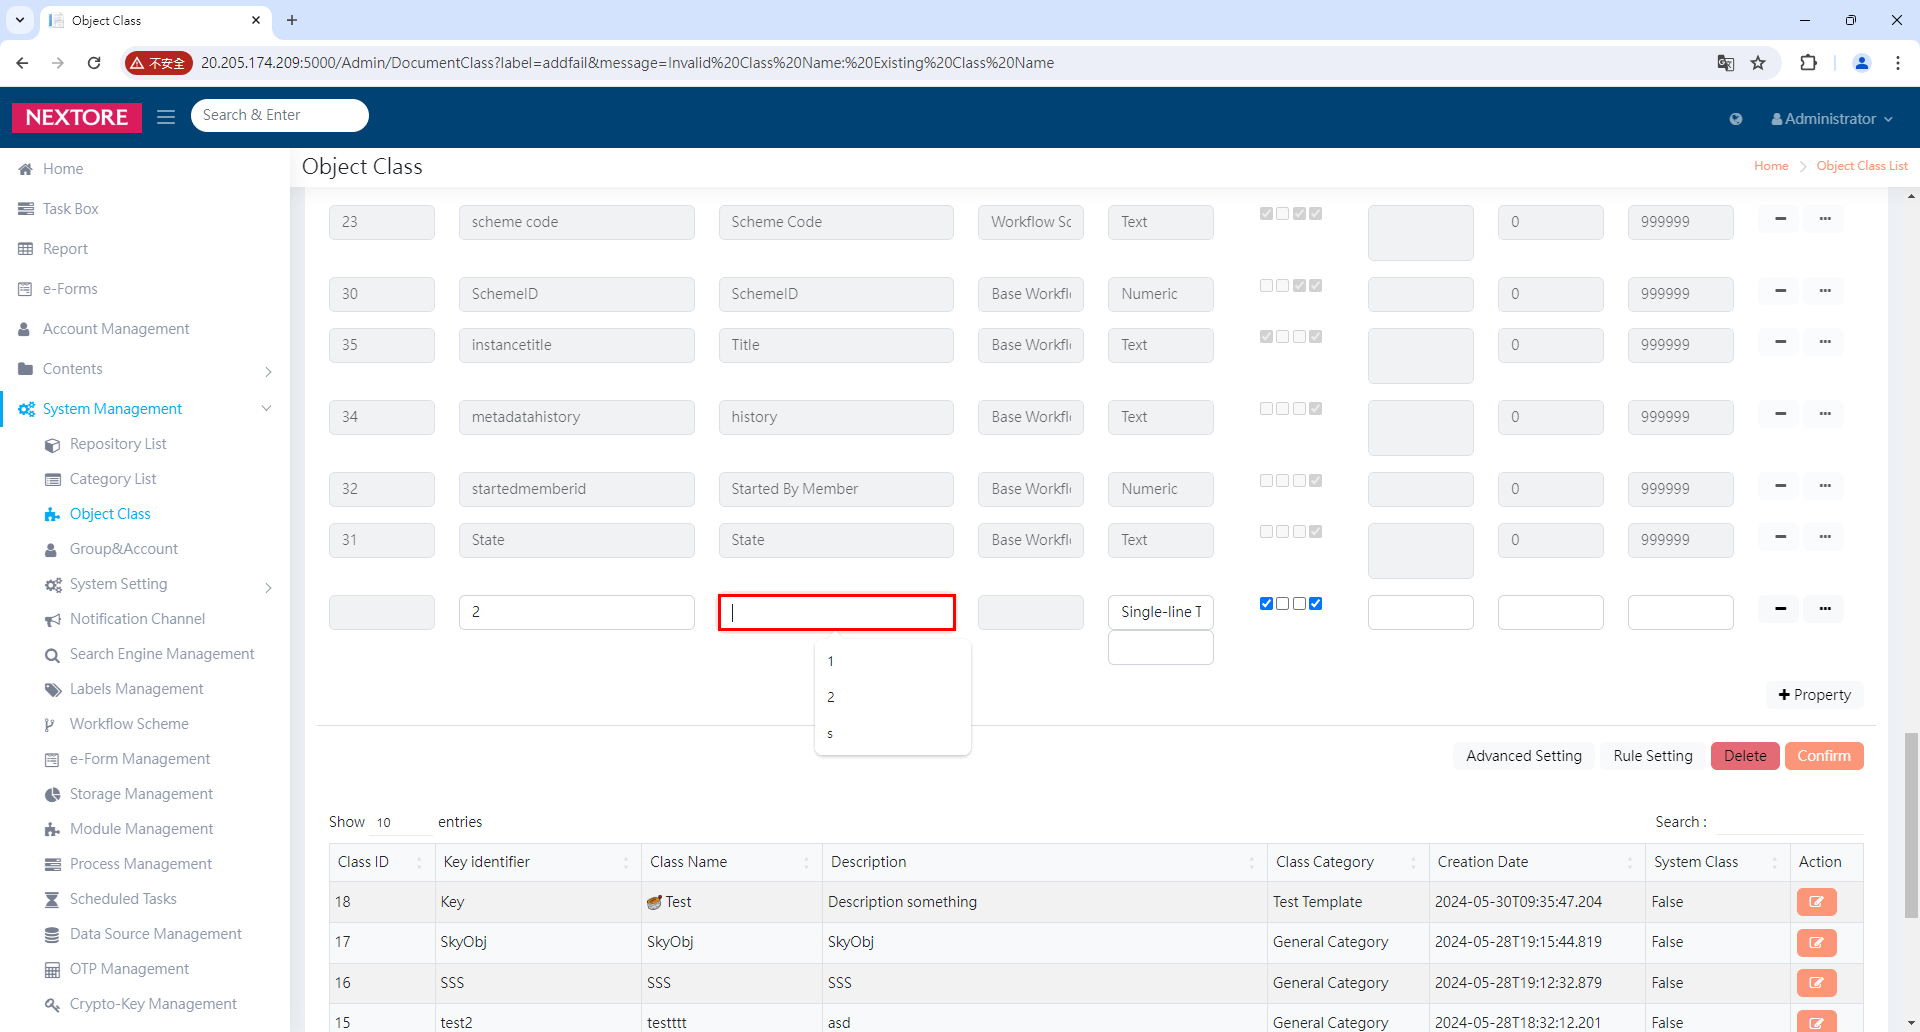 Object Class
不安全
20.205.174.209:5000/Admin/DocumentClass?label=addfail&message=Invalid%20Class%20Name:%20Existing%20Class%20Name
NEXTORE
Search & Enter
Administrator
Home
Task Box
Report
e-Forms
Account Management
Contents
System Management
Repository List
Category List
Object Class
Group&Account
System Setting
Notification Channel
Search Engine Management
Labels Management
Workflow Scheme
e-Form Management
Storage Management
Module Management
Process Management
Scheduled Tasks
Data Source Management
OTP Management
Crypto-Key Management
Object Class
Home > Object Class List
23 scheme code Scheme Code Workflow Sc Text 0 999999
30 SchemeID SchemeID Base Workfl Numeric 0 999999
35 instancetitle Title Base Workfl Text 0 999999
34 metadatahistory history Base Workfl Text 0 999999
32 startedmemberid Started By Member Base Workfl Numeric 0 999999
31 State State Base Workfl Text 0 999999
2 Single-line T
1
2
s
+ Property
Advanced Setting Rule Setting Delete Confirm
Show 10 entries
Search :
Class ID Key identifier Class Name Description Class Category Creation Date System Class Action
18 Key Test Description something Test Template 2024-05-30T09:35:47.204 False
17 SkyObj SkyObj SkyObj General Category 2024-05-28T19:15:44.819 False
16 SSS SSS SSS General Category 2024-05-28T19:12:32.879 False
15 test2 testttt asd General Category 2024-05-28T18:32:12.201 False